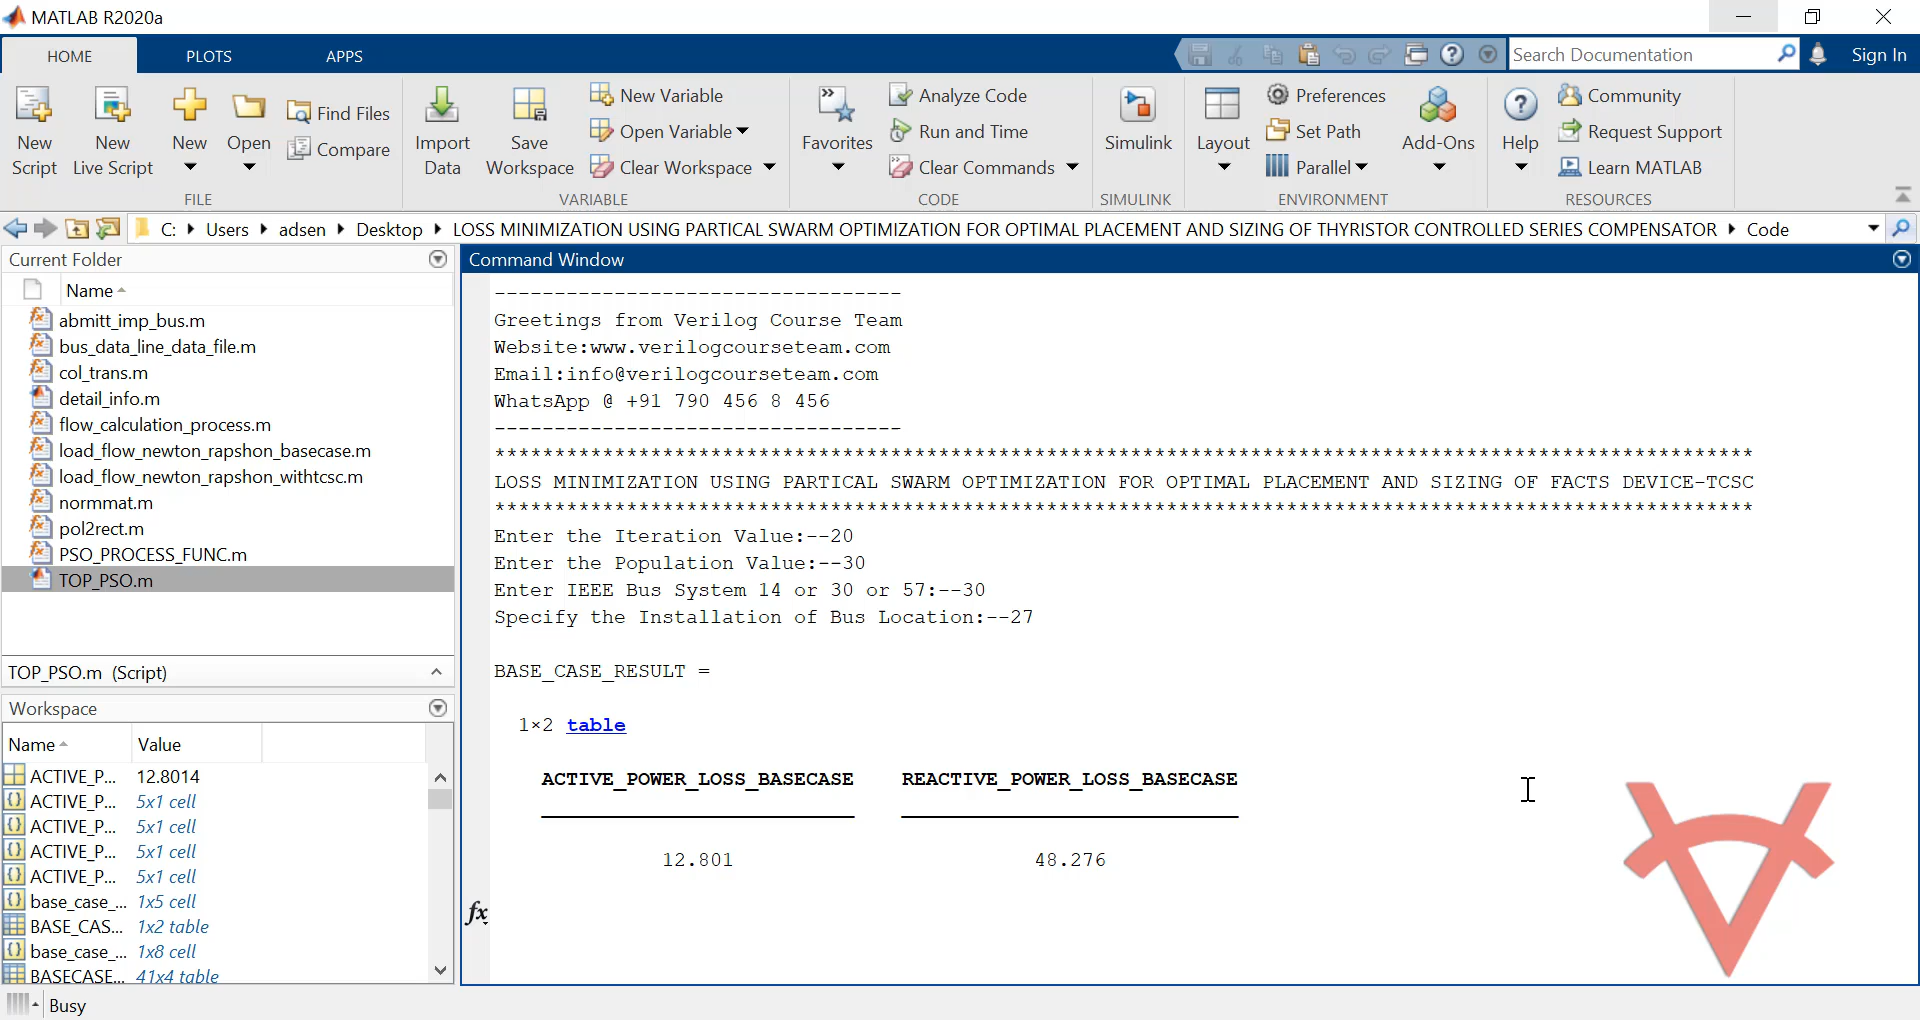 MATLAB R2020a
HOME PLOTS APPS
Search Documentation Sign In
New Script
New Live Script
New
Open
Find Files
Compare
FILE
Import Data
Save Workspace
New Variable
Open Variable
Clear Workspace
VARIABLE
Favorites
Analyze Code
Run and Time
Clear Commands
CODE
Simulink
SIMULINK
Layout
Preferences
Set Path
Parallel
Add-Ons
ENVIRONMENT
Help
Community
Request Support
Learn MATLAB
RESOURCES
C: Users adsen Desktop LOSS MINIMIZATION USING PARTICAL SWARM OPTIMIZATION FOR OPTIMAL PLACEMENT AND SIZING OF THYRISTOR CONTROLLED SERIES COMPENSATOR Code
Current Folder
Name
abmitt_imp_bus.m
bus_data_line_data_file.m
col_trans.m
detail_info.m
flow_calculation_process.m
load_flow_newton_rapshon_basecase.m
load_flow_newton_rapshon_withtcsc.m
normmat.m
pol2rect.m
PSO_PROCESS_FUNC.m
TOP_PSO.m
TOP_PSO.m (Script)
Workspace
Name Value
ACTIVE_P... 12.8014
ACTIVE_P... 5x1 cell
ACTIVE_P... 5x1 cell
ACTIVE_P... 5x1 cell
ACTIVE_P... 5x1 cell
base_case_... 1x5 cell
BASE_CAS... 1x2 table
base_case_... 1x8 cell
BASECASE... 41x4 table
Busy
Command Window
----------------------------------
Greetings from Verilog Course Team
Website:www.verilogcourseteam.com
Email:info@verilogcourseteam.com
WhatsApp @ +91 790 456 8 456
----------------------------------
*********************************************************************************************************
LOSS MINIMIZATION USING PARTICAL SWARM OPTIMIZATION FOR OPTIMAL PLACEMENT AND SIZING OF FACTS DEVICE-TCSC
*********************************************************************************************************
Enter the Iteration Value:--20
Enter the Population Value:--30
Enter IEEE Bus System 14 or 30 or 57:--30
Specify the Installation of Bus Location:--27
BASE_CASE_RESULT =
1×2 table
ACTIVE_POWER_LOSS_BASECASE REACTIVE_POWER_LOSS_BASECASE
12.801 48.276
fx